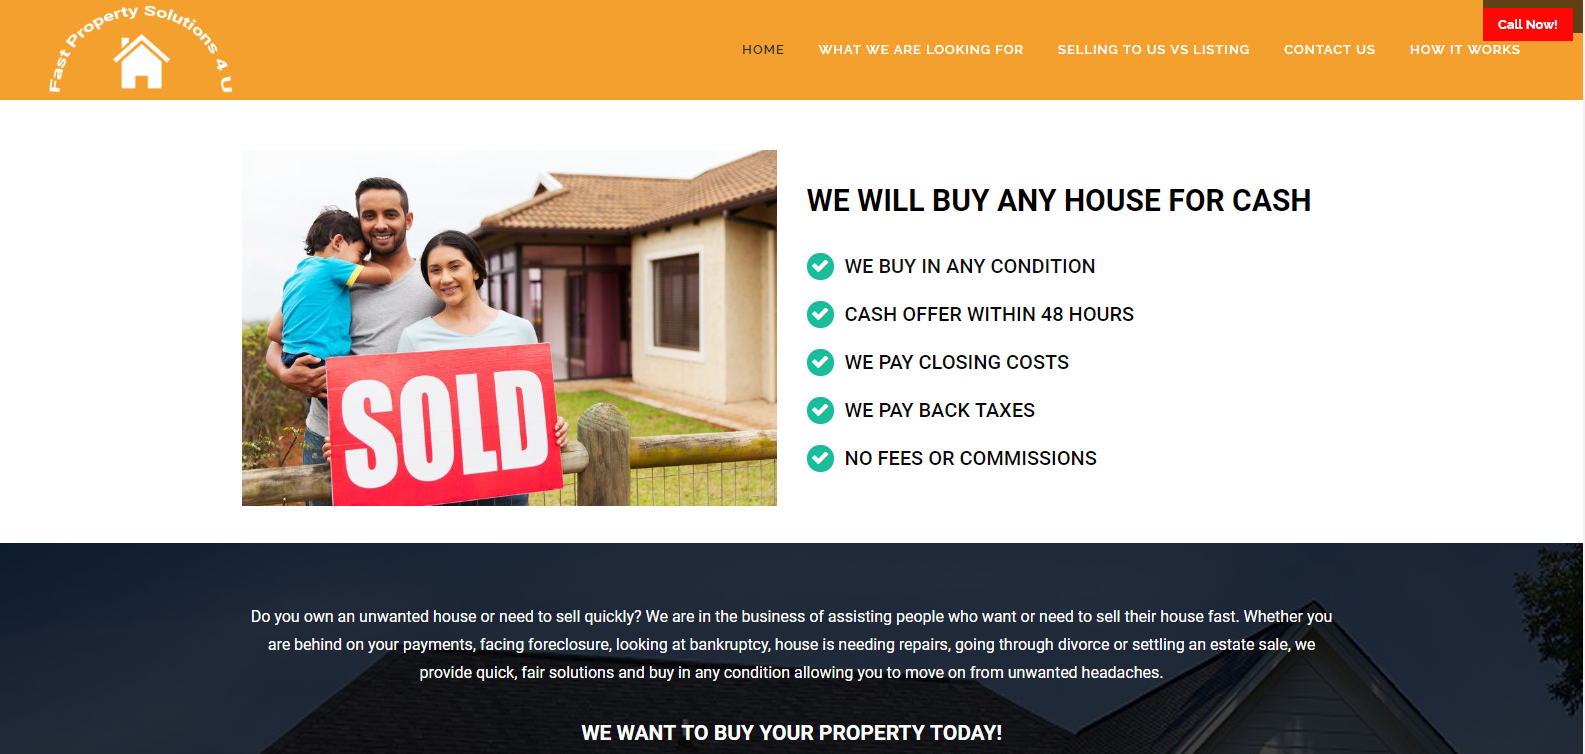 Fast Property Solutions 4 U
HOME
WHAT WE ARE LOOKING FOR
SELLING TO US VS LISTING
CONTACT US
HOW IT WORKS
Call Now!
WE WILL BUY ANY HOUSE FOR CASH
WE BUY IN ANY CONDITION
CASH OFFER WITHIN 48 HOURS
WE PAY CLOSING COSTS
WE PAY BACK TAXES
NO FEES OR COMMISSIONS
SOLD
Do you own an unwanted house or need to sell quickly? We are in the business of assisting people who want or need to sell their house fast. Whether you
are behind on your payments, facing foreclosure, looking at bankruptcy, house is needing repairs, going through divorce or settling an estate sale, we
provide quick, fair solutions and buy in any condition allowing you to move on from unwanted headaches.
WE WANT TO BUY YOUR PROPERTY TODAY!